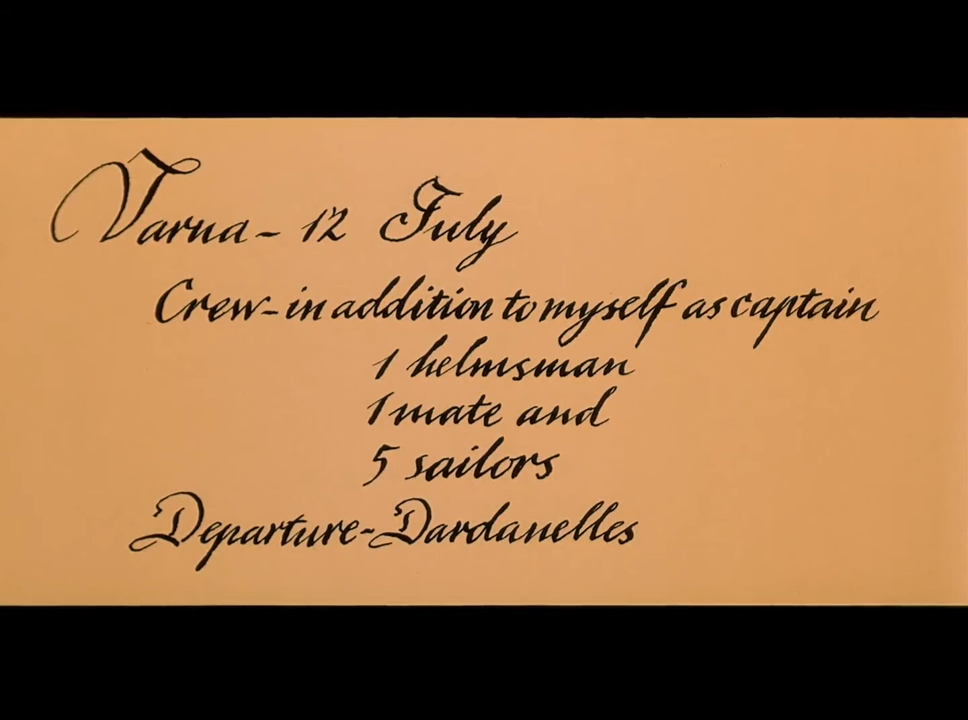 Varna - 12 July
Crew - in addition to myself as captain
1 helmsman
1 mate and
5 sailors
Departure - Dardanelles